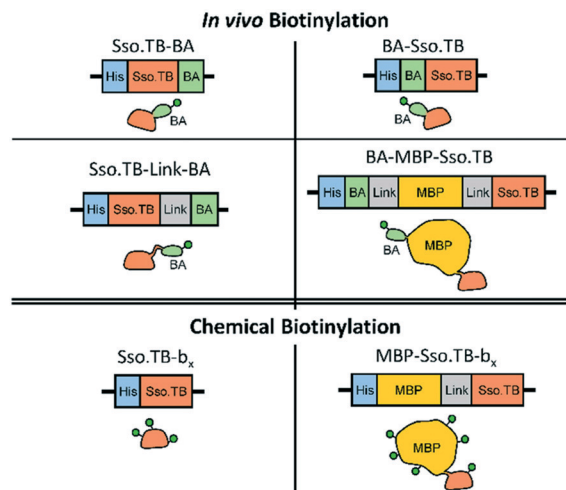 In vivo Biotinylation
Sso.TB-BA
His Sso.TB BA
BA
BA-Sso.TB
His BA Sso.TB
BA
Sso.TB-Link-BA
His Sso.TB Link BA
BA
BA-MBP-Sso.TB
His BA Link MBP Link Sso.TB
BA MBP
Chemical Biotinylation
Sso.TB-bx
His Sso.TB
MBP-Sso.TB-bx
His MBP Link Sso.TB
MBP